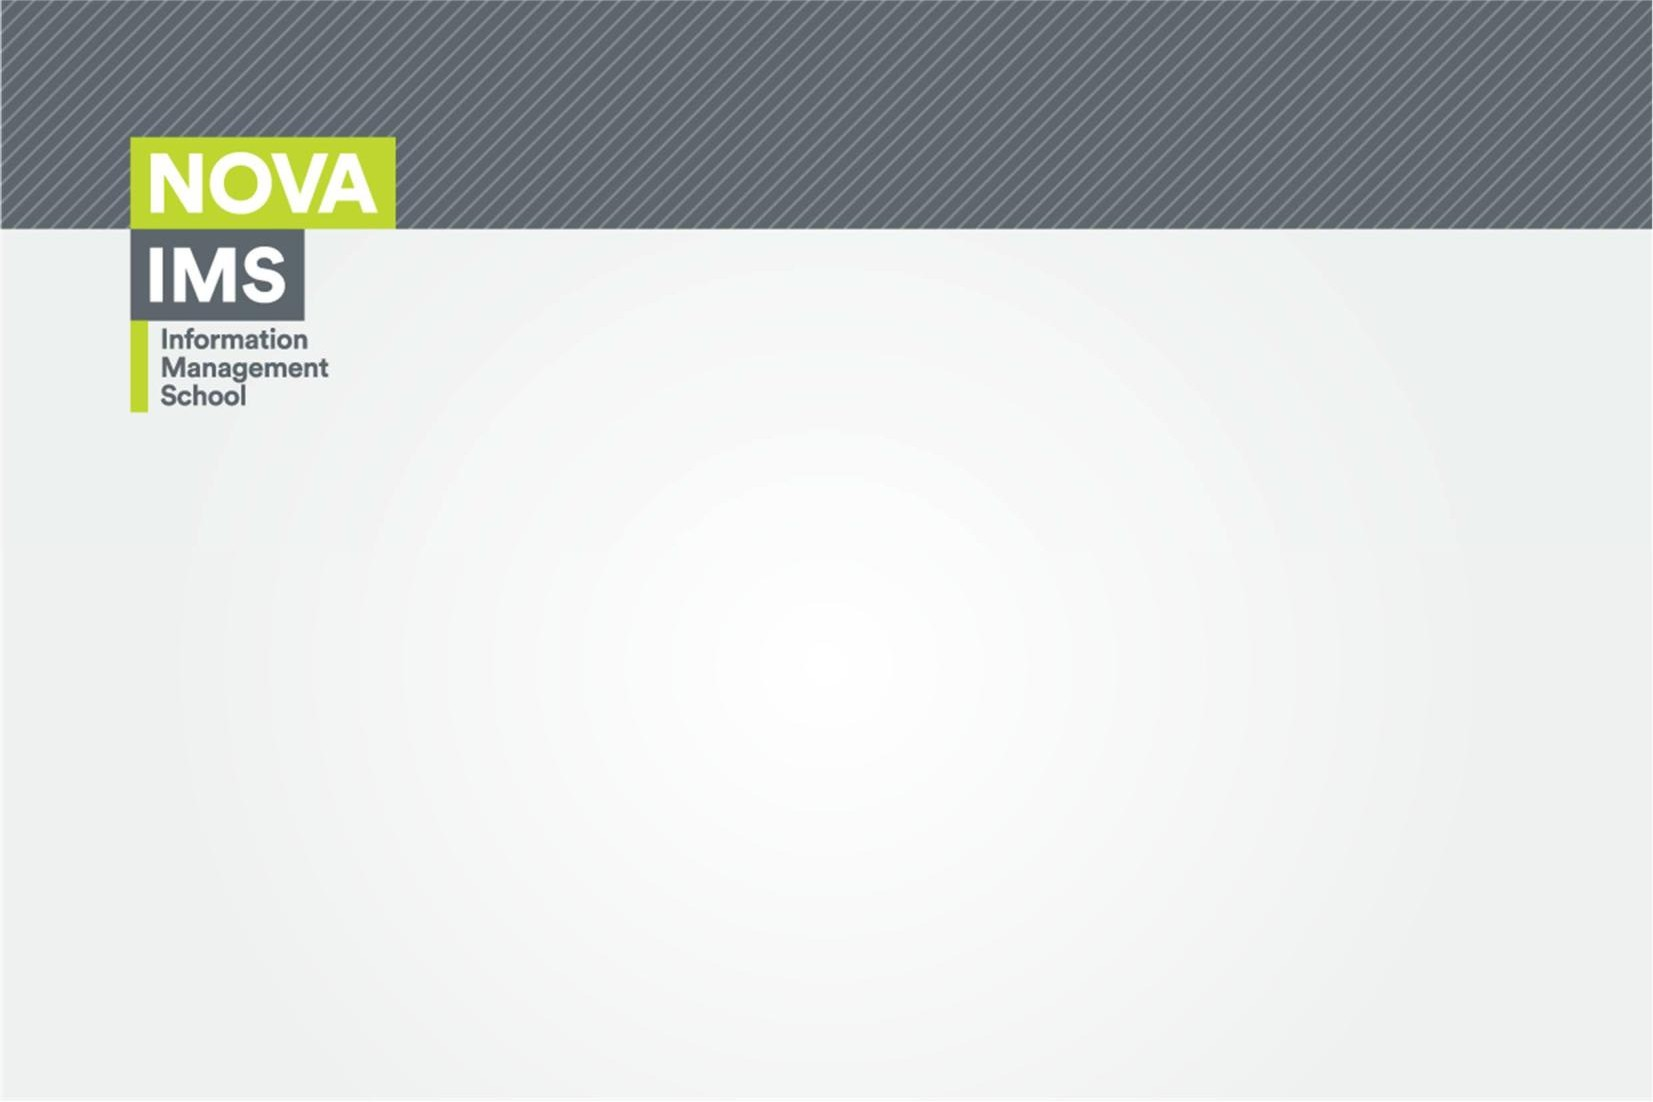 NOVA
IMS
Information
Management
School